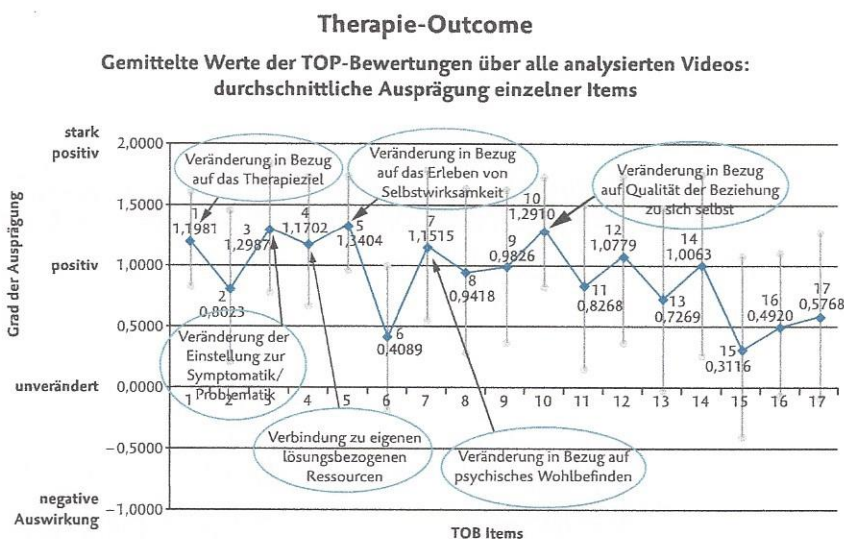 Therapie-Outcome
Gemittelte Werte der TOP-Bewertungen über alle analysierten Videos:
durchschnittliche Ausprägung einzelner Items
Grad der Ausprägung
stark
positiv
positiv
unverändert
negative
Auswirkung
2,0000
1,5000
1,0000
0,5000
0,0000
−0,5000
−1,0000
Veränderung in Bezug
auf das Therapieziel
Veränderung in Bezug
auf das Erleben von
Selbstwirksamkeit
Veränderung in Bezug
auf Qualität der Beziehung
zu sich selbst
1
1,1981
2
0,8023
3
1,2987
4
1,1702
5
1,3404
6
0,4089
7
1,1515
8
0,9418
9
0,9826
10
1,2910
11
0,8268
12
1,0779
13
0,7269
14
1,0063
15
0,3116
16
0,4920
17
0,5768
Veränderung der
Einstellung zur
Symptomatik/
Problematik
1 2 3 4 5 6 7 8 9 10 11 12 13 14 15 16 17
Verbindung zu eigenen
lösungsbezogenen
Ressourcen
Veränderung in Bezug auf
psychisches Wohlbefinden
TOB Items